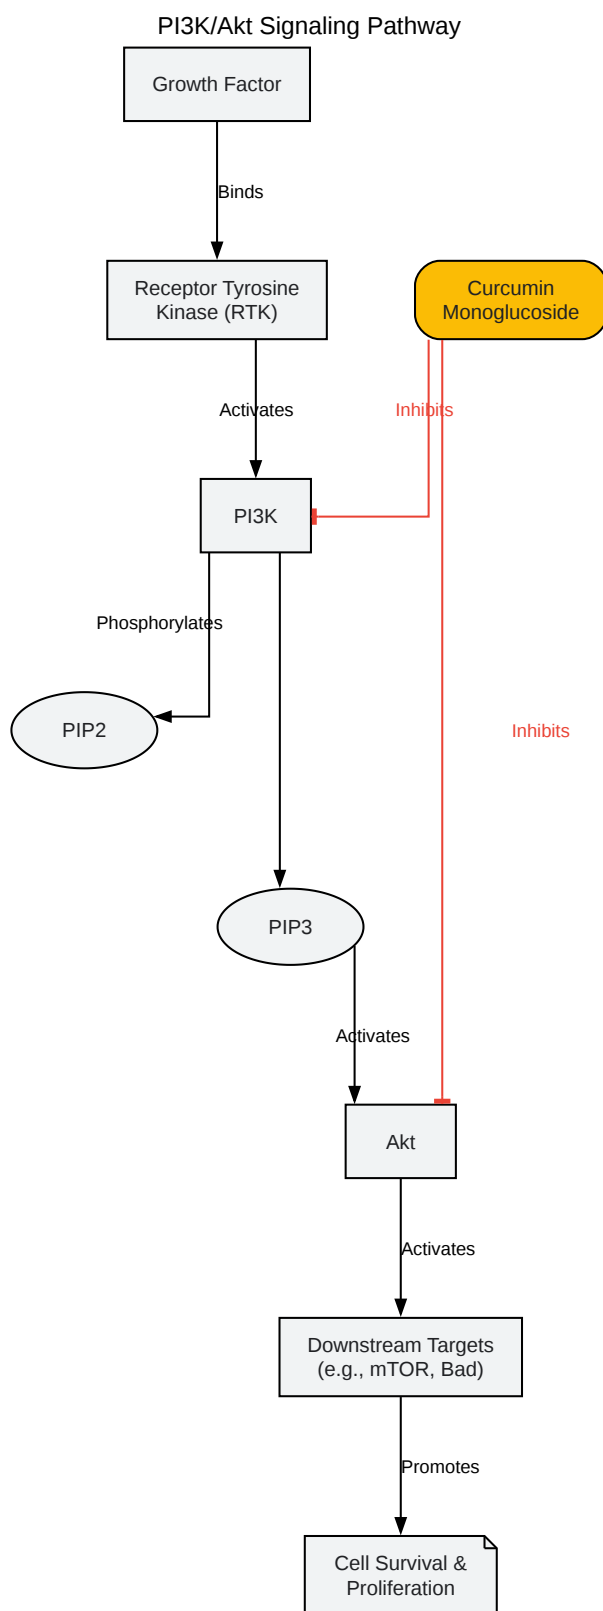 PI3K/Akt Signaling Pathway
Growth Factor
Binds
Receptor Tyrosine
Kinase (RTK)
Curcumin
Monoglucoside
Activates
Inhibits
PI3K
Phosphorylates
PIP2
Inhibits
PIP3
Activates
Akt
Activates
Downstream Targets
(e.g., mTOR, Bad)
Promotes
Cell Survival &
Proliferation